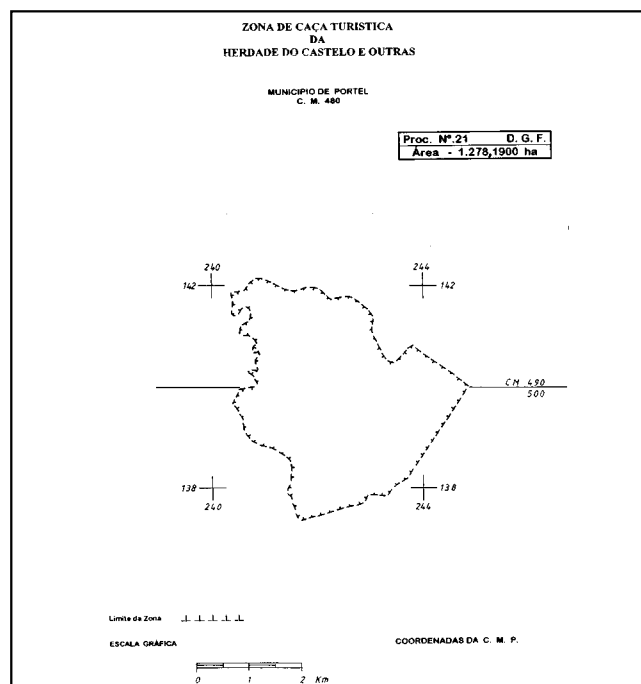 ZONA DE CAÇA TURISTICA
DA
HERDADE DO CASTELO E OUTRAS
MUNICIPIO DE PORTEL
C. M. 480
Proc. Nº.21 D. G. F.
Área - 1.278,1900 ha
240 244
142 142
C M 490
500
138 138
240 244
Limite da Zona
ESCALA GRÁFICA COORDENADAS DA C. M. P.
0 1 2 Km